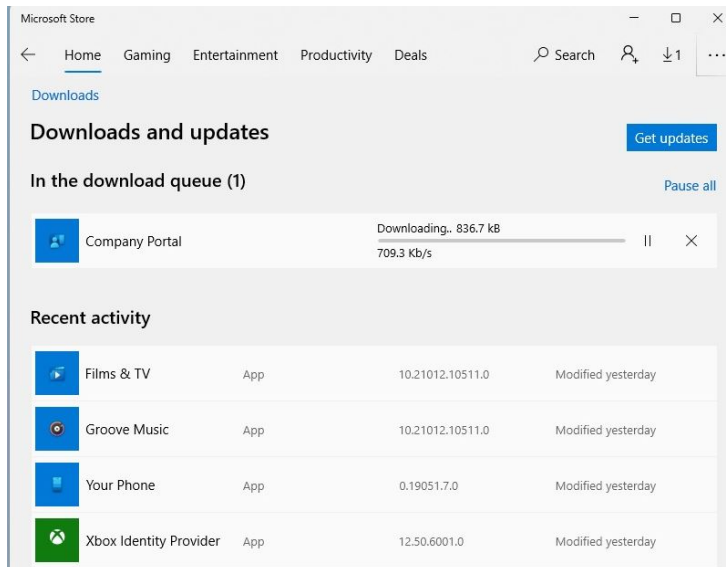 Microsoft Store
Home Gaming Entertainment Productivity Deals Search 1
Downloads
Downloads and updates
Get updates
In the download queue (1)
Pause all
Company Portal
Downloading.. 836.7 kB
709.3 Kb/s
Recent activity
Films & TV App 10.21012.10511.0 Modified yesterday
Groove Music App 10.21012.10511.0 Modified yesterday
Your Phone App 0.19051.7.0 Modified yesterday
Xbox Identity Provider App 12.50.6001.0 Modified yesterday